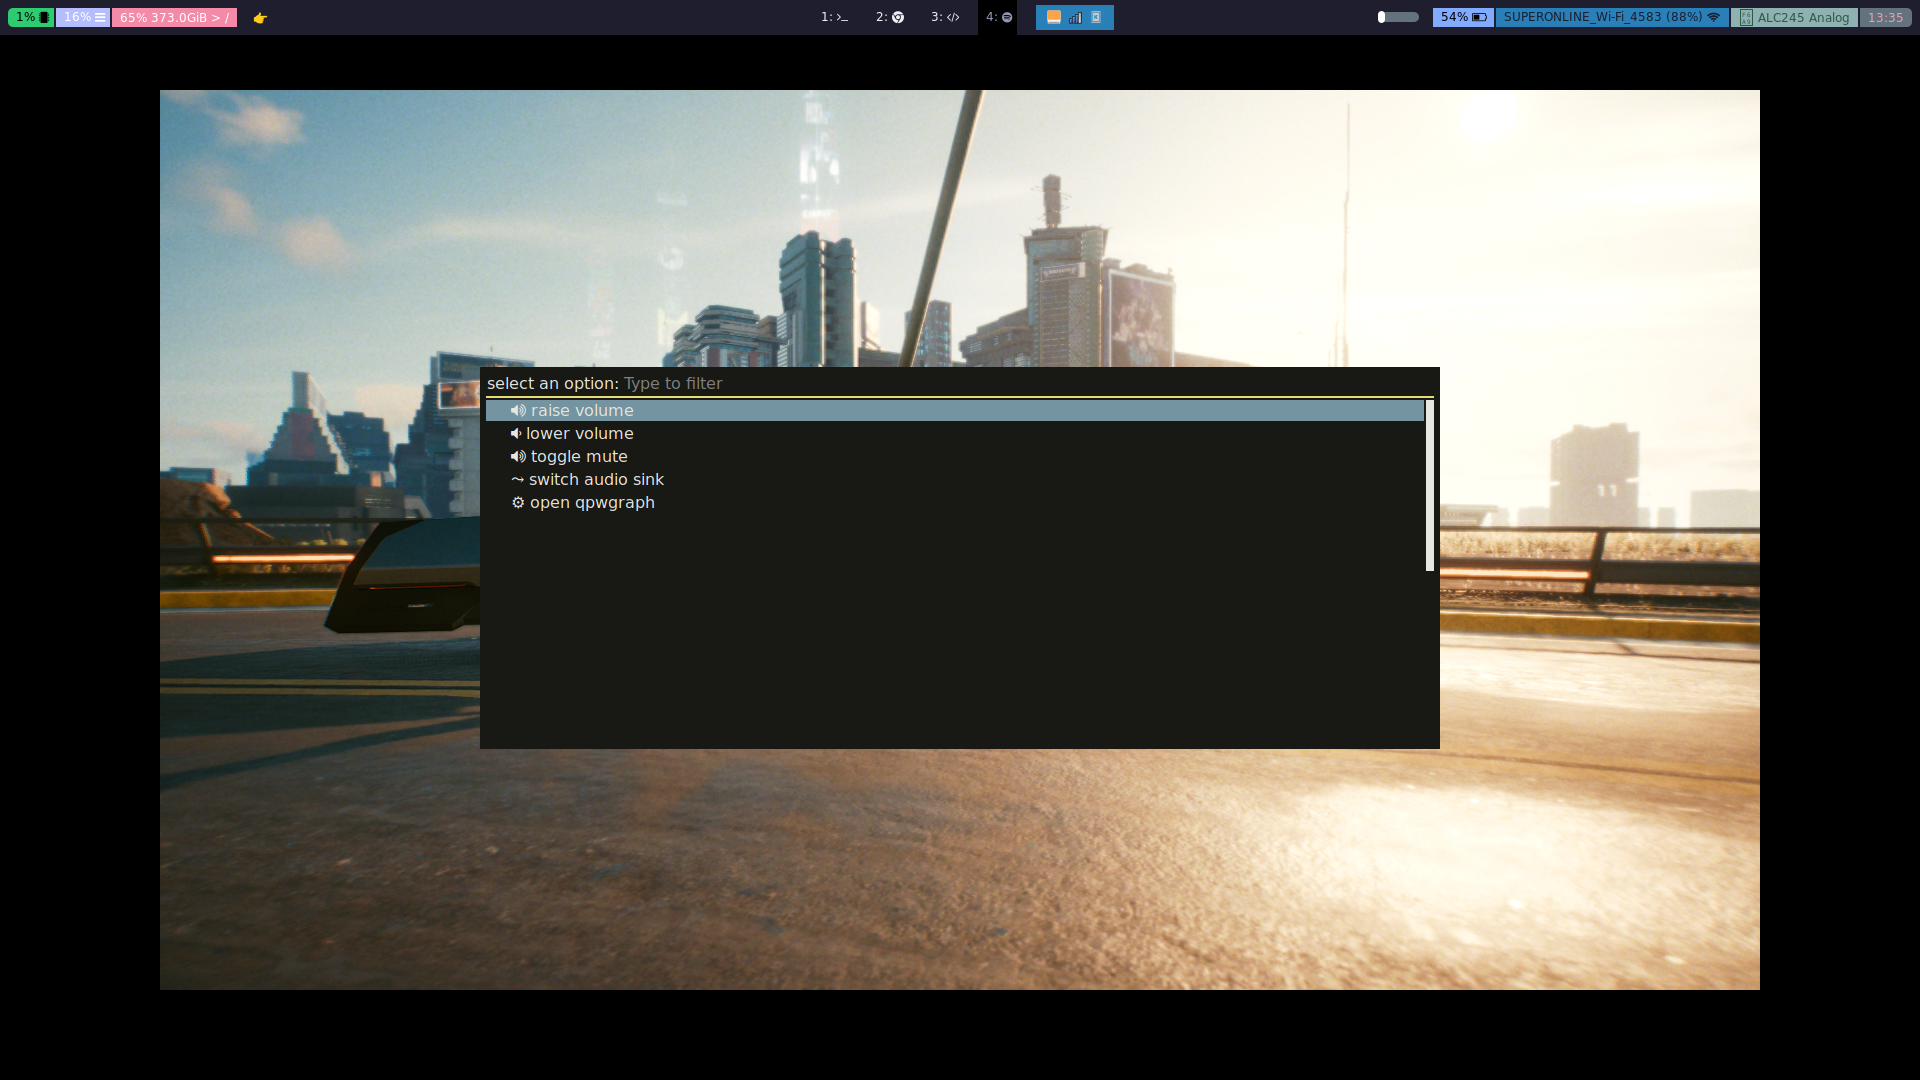 1%
16%
65% 373.0GiB > /
1:
2:
3:
4:
54%
SUPERONLINE_Wi-Fi_4583 (88%)
ALC245 Analog
13:35
select an option: Type to filter
raise volume
lower volume
toggle mute
switch audio sink
open qpwgraph